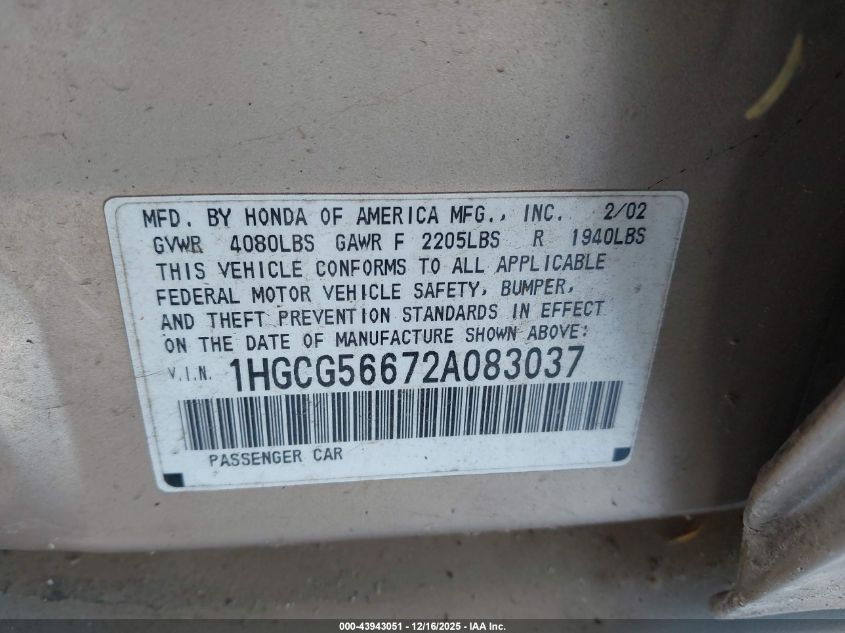 MFD. BY HONDA OF AMERICA MFG., INC. 2/02
GVWR 4080LBS GAWR F 2205LBS R 1940LBS
THIS VEHICLE CONFORMS TO ALL APPLICABLE
FEDERAL MOTOR VEHICLE SAFETY, BUMPER,
AND THEFT PREVENTION STANDARDS IN EFFECT
ON THE DATE OF MANUFACTURE SHOWN ABOVE:
V.I.N. 1HGCG56672A083037
PASSENGER CAR
000-43943051 - 12/16/2025 - IAA Inc.